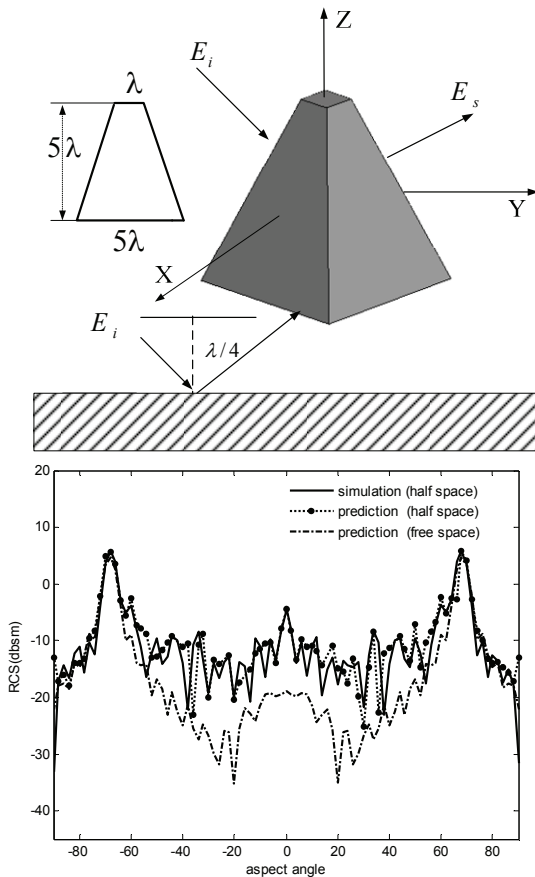 Z
E_i
E_s
λ
5λ
5λ
Y
X
E_i
λ/4
20
10
0
-10
-20
-30
-45
RCS(dbsm)
simulation (half space)
prediction (half space)
prediction (free space)
-80 -60 -40 -20 0 20 40 60 80
aspect angle